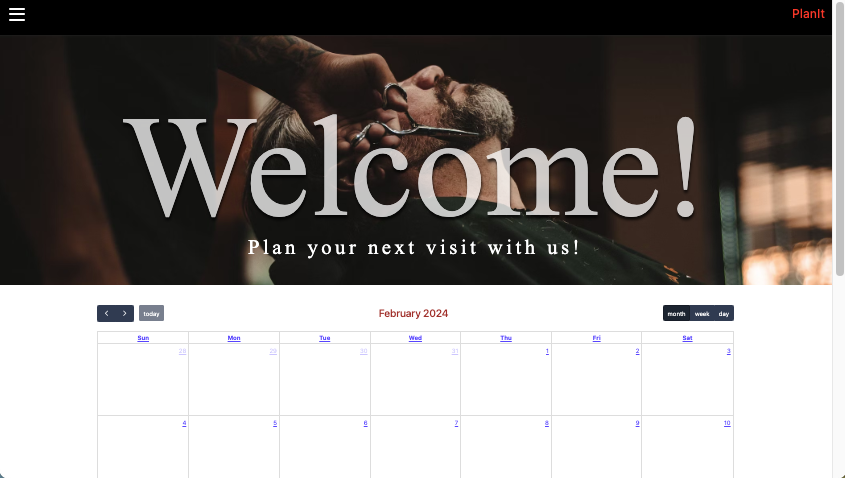 PlanIt
Welcome!
Plan your next visit with us!
today
February 2024
month week day
Sun Mon Tue Wed Thu Fri Sat
28 29 30 31 1 2 3
4 5 6 7 8 9 10